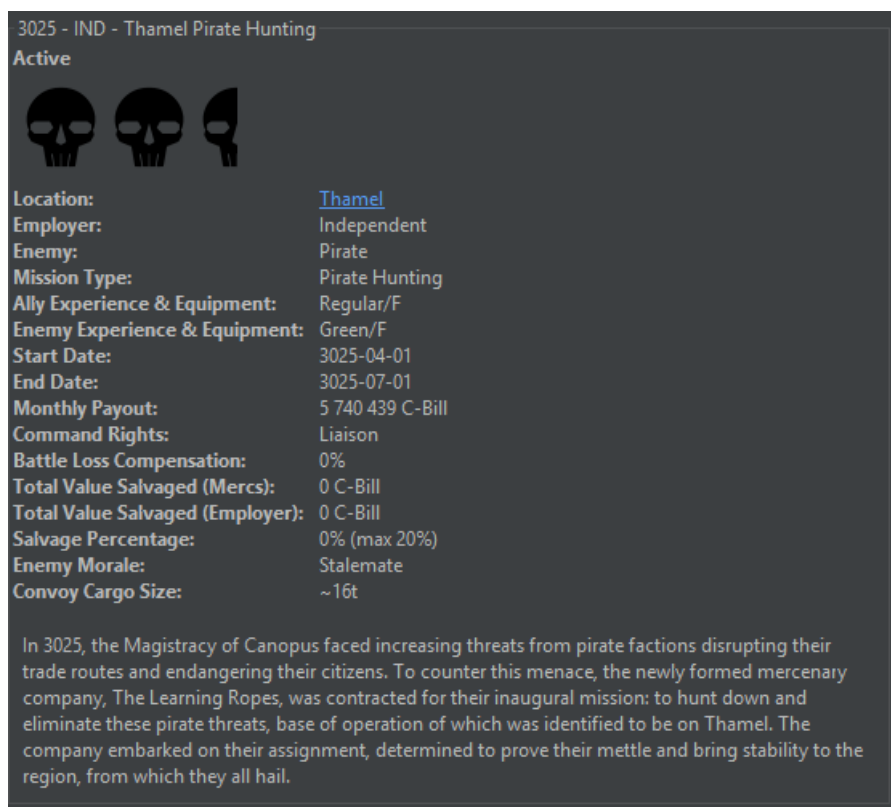 3025 - IND - Thamel Pirate Hunting
Active
Location: Thamel
Employer: Independent
Enemy: Pirate
Mission Type: Pirate Hunting
Ally Experience & Equipment: Regular/F
Enemy Experience & Equipment: Green/F
Start Date: 3025-04-01
End Date: 3025-07-01
Monthly Payout: 5 740 439 C-Bill
Command Rights: Liaison
Battle Loss Compensation: 0%
Total Value Salvaged (Mercs): 0 C-Bill
Total Value Salvaged (Employer): 0 C-Bill
Salvage Percentage: 0% (max 20%)
Enemy Morale: Stalemate
Convoy Cargo Size: ~16t
In 3025, the Magistracy of Canopus faced increasing threats from pirate factions disrupting their
trade routes and endangering their citizens. To counter this menace, the newly formed mercenary
company, The Learning Ropes, was contracted for their inaugural mission: to hunt down and
eliminate these pirate threats, base of operation of which was identified to be on Thamel. The
company embarked on their assignment, determined to prove their mettle and bring stability to the
region, from which they all hail.